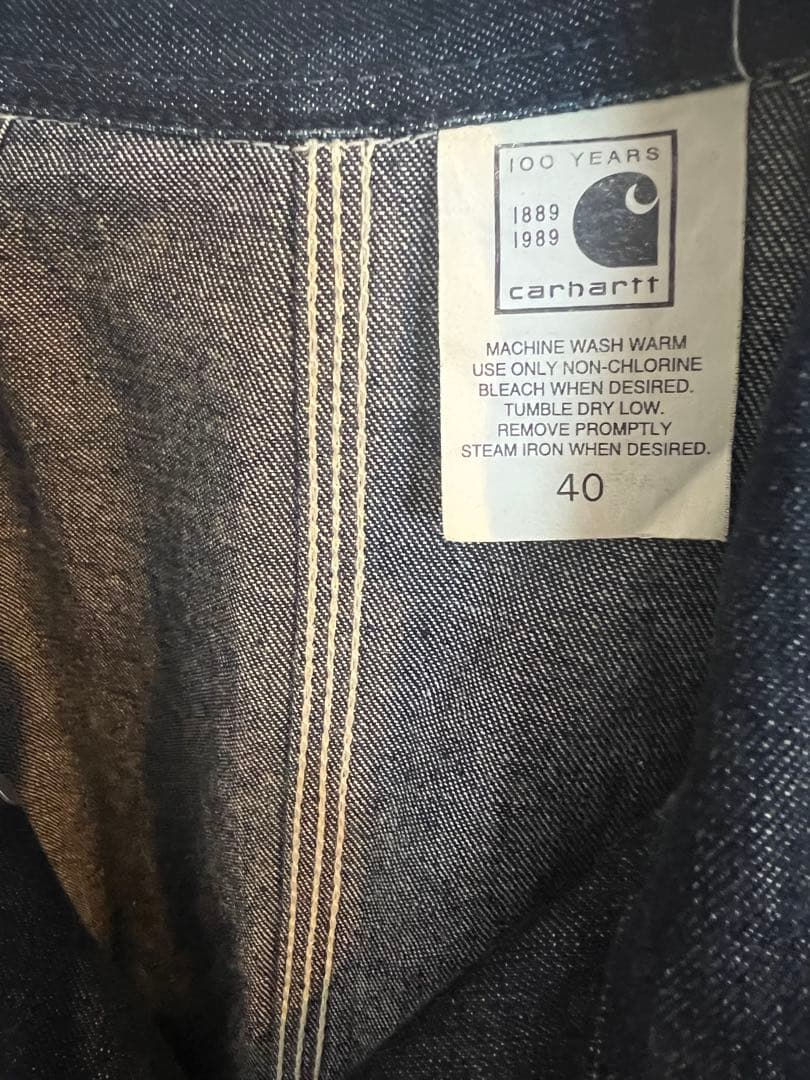 100 YEARS
1889
1989
carhartt
MACHINE WASH WARM
USE ONLY NON-CHLORINE
BLEACH WHEN DESIRED.
TUMBLE DRY LOW.
REMOVE PROMPTLY
STEAM IRON WHEN DESIRED.
40